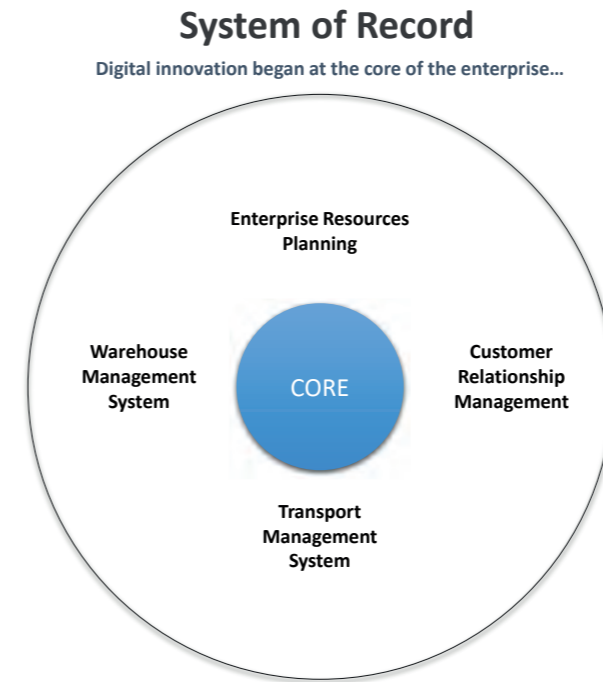 System of Record
Digital innovation began at the core of the enterprise…
Enterprise Resources
Planning
Warehouse
Management
System
CORE
Customer
Relationship
Management
Transport
Management
System